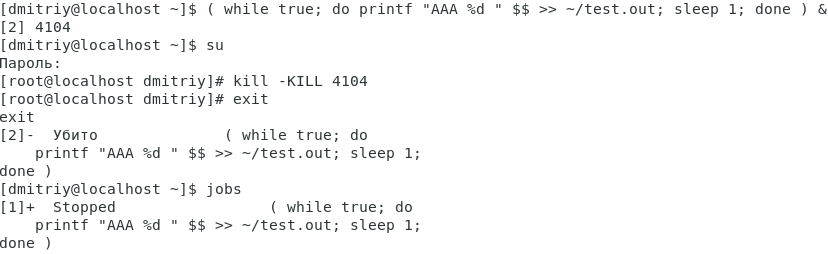 [dmitriy@localhost ~]$ ( while true; do printf "AAA %d " $$ >> ~/test.out; sleep 1; done ) &
[2] 4104
[dmitriy@localhost ~]$ su
Пароль:
[root@localhost dmitriy]# kill -KILL 4104
[root@localhost dmitriy]# exit
exit
[2]-  Убито              ( while true; do
    printf "AAA %d " $$ >> ~/test.out; sleep 1;
done )
[dmitriy@localhost ~]$ jobs
[1]+  Stopped                 ( while true; do
    printf "AAA %d " $$ >> ~/test.out; sleep 1;
done )